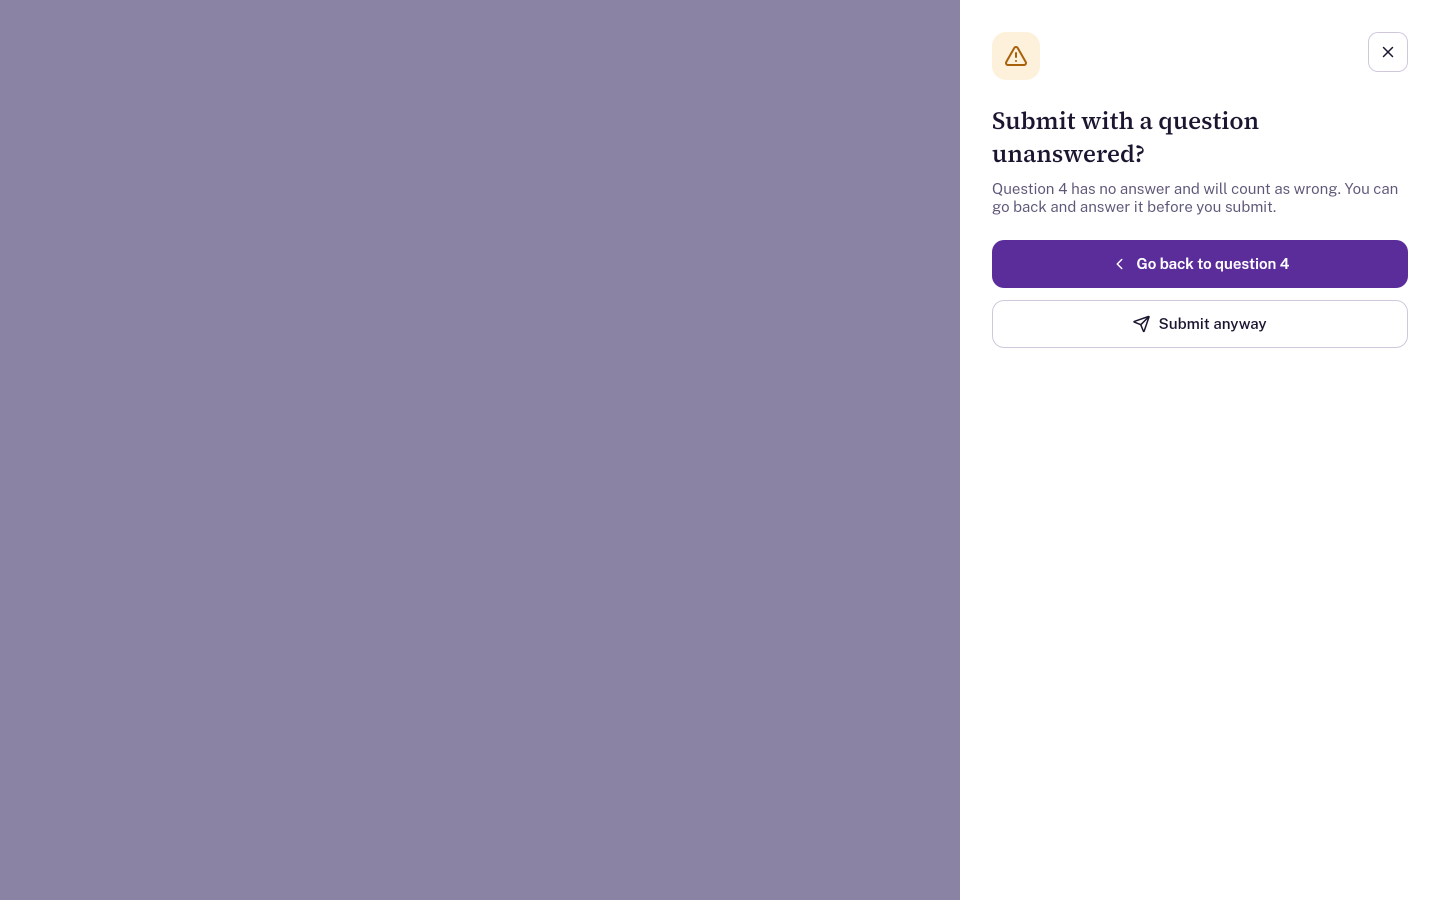 Submit with a question
unanswered?
Question 4 has no answer and will count as wrong. You can
go back and answer it before you submit.
Go back to question 4
Submit anyway